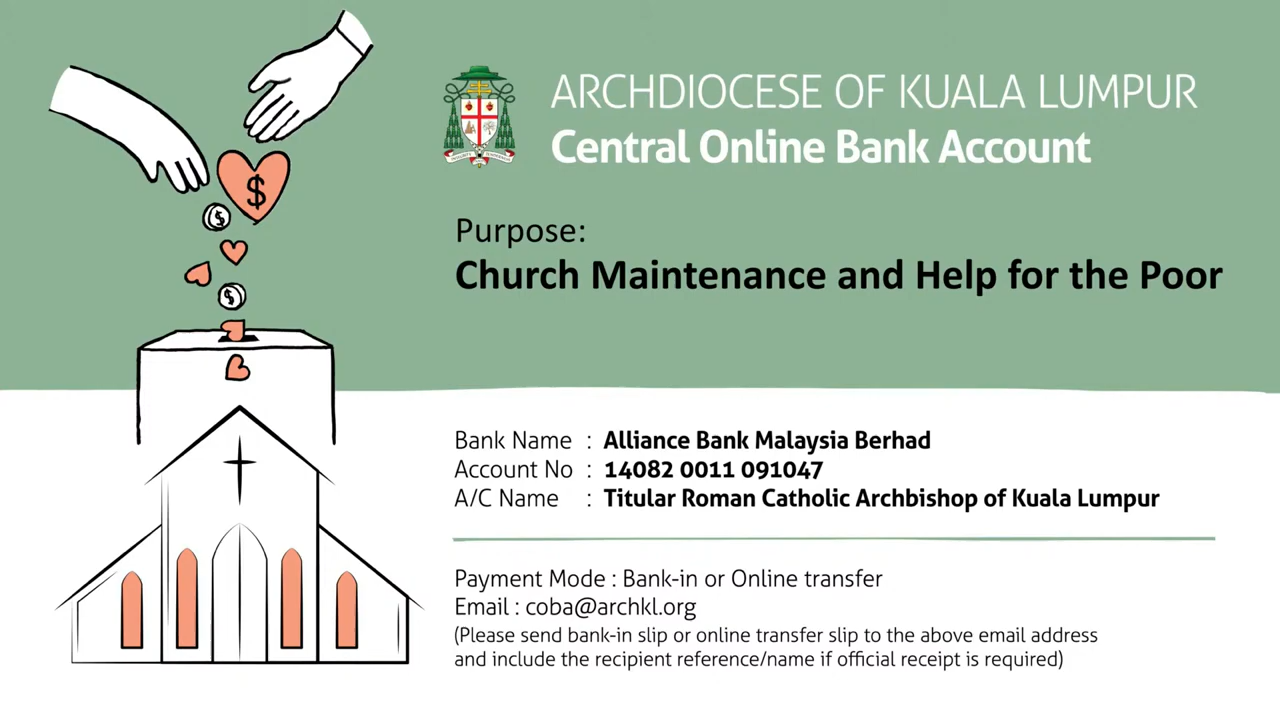 ARCHDIOCESE OF KUALA LUMPUR
Central Online Bank Account
Purpose:
Church Maintenance and Help for the Poor
$
$
$
Bank Name : Alliance Bank Malaysia Berhad
Account No : 14082 0011 091047
A/C Name : Titular Roman Catholic Archbishop of Kuala Lumpur
Payment Mode : Bank-in or Online transfer
Email : coba@archkl.org
(Please send bank-in slip or online transfer slip to the above email address
and include the recipient reference/name if official receipt is required)